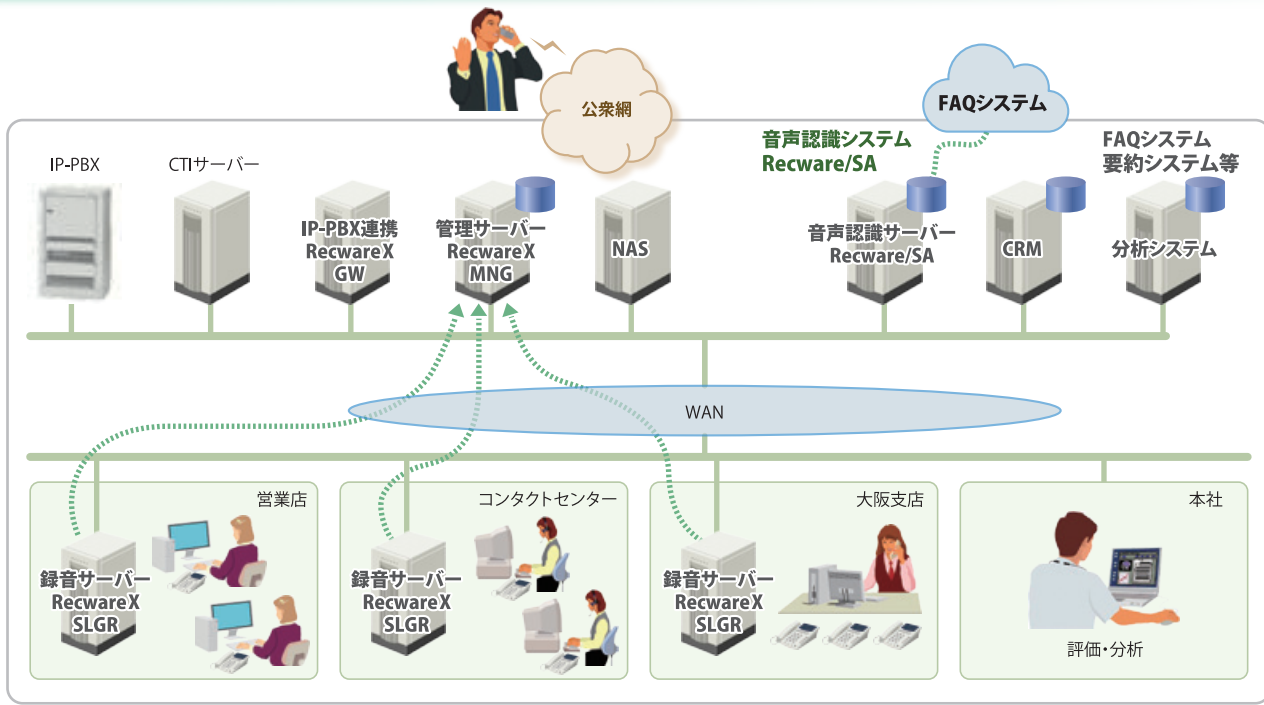 公衆網
FAQシステム
IP-PBX
CTIサーバー
IP-PBX連携
RecwareX
GW
管理サーバー
RecwareX
MNG
NAS
音声認識システム
Recware/SA
音声認識サーバー
Recware/SA
CRM
FAQシステム
要約システム等
分析システム
WAN
営業店
録音サーバー
RecwareX
SLGR
コンタクトセンター
録音サーバー
RecwareX
SLGR
大阪支店
録音サーバー
RecwareX
SLGR
本社
評価・分析